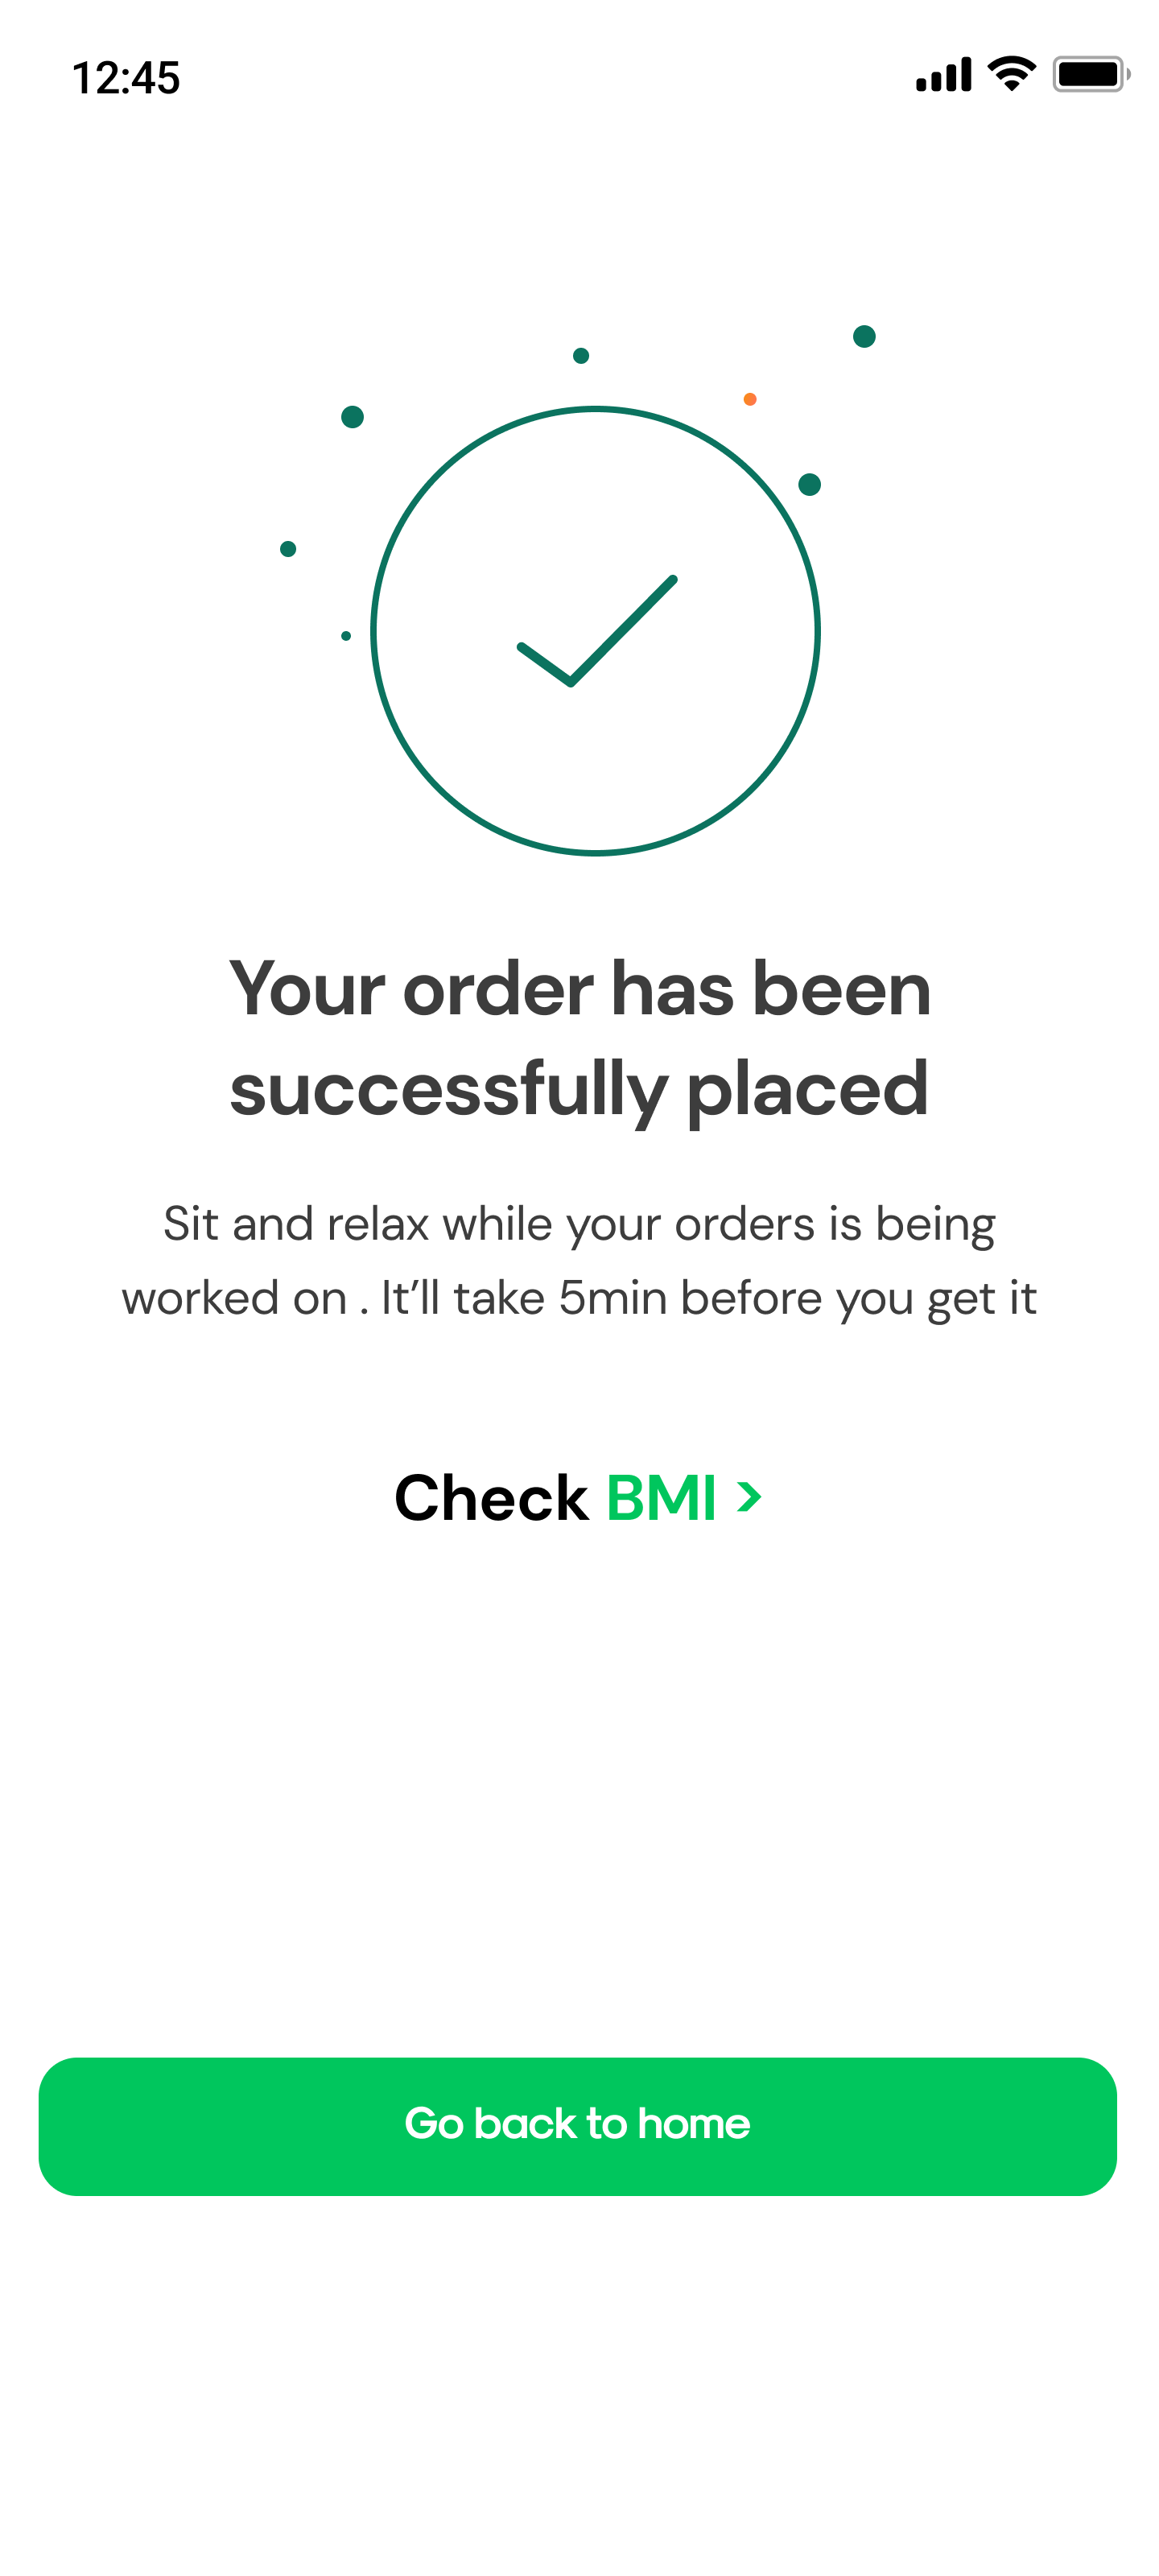 12:45
Your order has been
successfully placed
Sit and relax while your orders is being
worked on . It’ll take 5min before you get it
Check BMI >
Go back to home